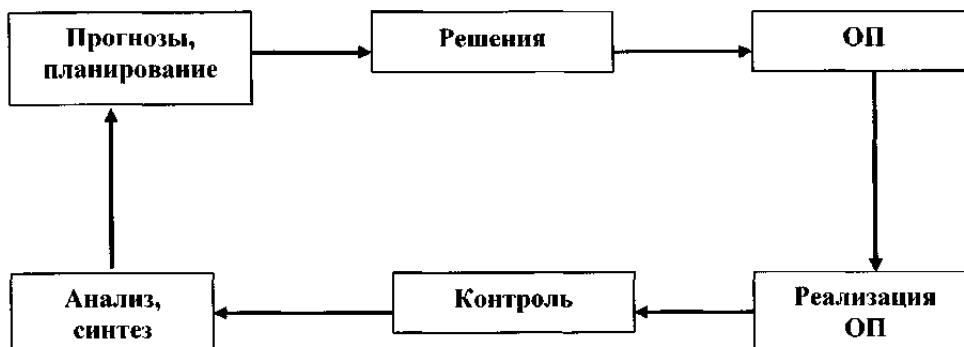 Прогнозы,
планирование
Решения
ОП
Реализация
ОП
Контроль
Анализ,
синтез